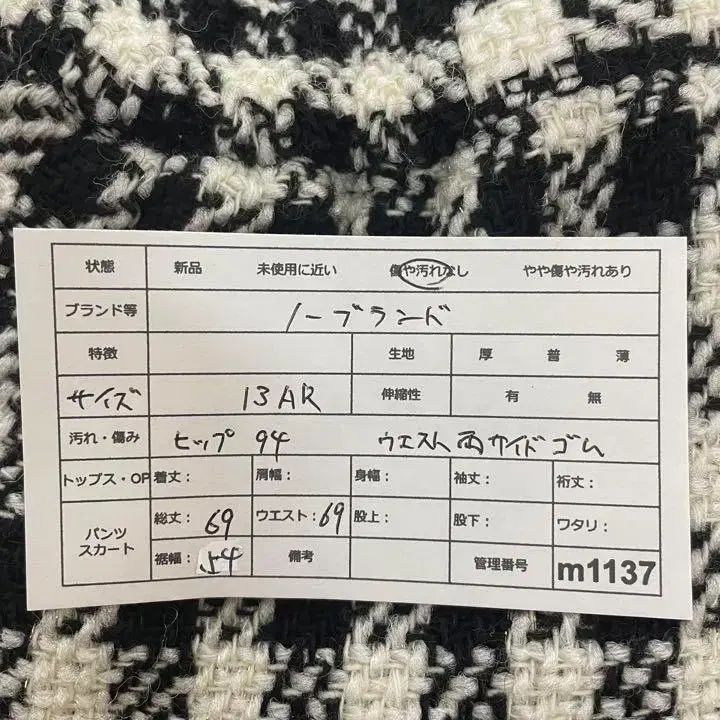 状態 新品 未使用に近い 傷や汚れなし やや傷や汚れあり
ブランド等 ノーブランド
特徴 生地 厚 普 薄
サイズ 13AR 伸縮性 有 無
汚れ・傷み ヒップ 94 ウエスト両サイドゴム
トップス・OP 着丈: 肩幅: 身幅: 袖丈: 裄丈:
パンツ スカート 総丈: 69 ウエスト: 69 股上: 股下: ワタリ:
裾幅: 54 備考 管理番号 m1137